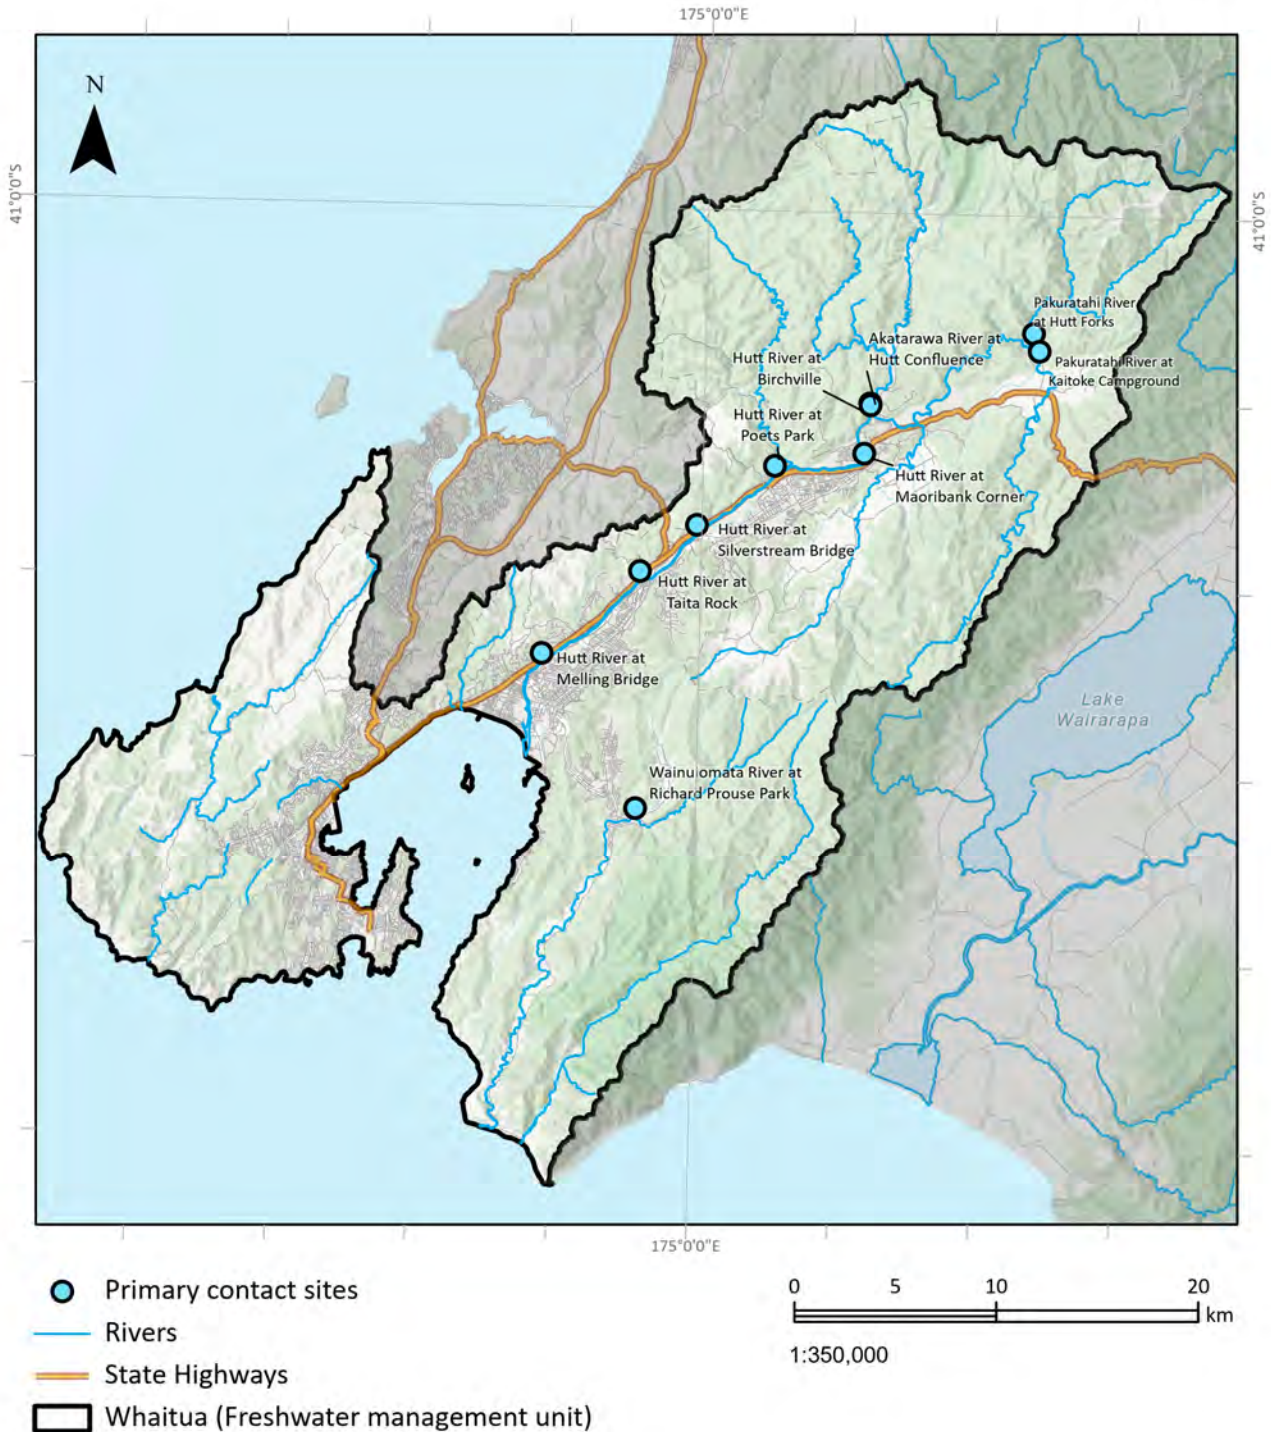 175°0'0"E
N
41°0'0"S
41°0'0"S
Pakuratahi River
at Hutt Forks
Akatarawa River at
Hutt Confluence
Hutt River at
Birchville
Pakuratahi River at
Kaitoke Campground
Hutt River at
Poets Park
Hutt River at
Maoribank Corner
Hutt River at
Silverstream Bridge
Hutt River at
Taita Rock
Hutt River at
Melling Bridge
Lake
Wairarapa
Wainuiomata River at
Richard Prouse Park
175°0'0"E
Primary contact sites
Rivers
State Highways
Whaitua (Freshwater management unit)
0 5 10 20
km
1:350,000